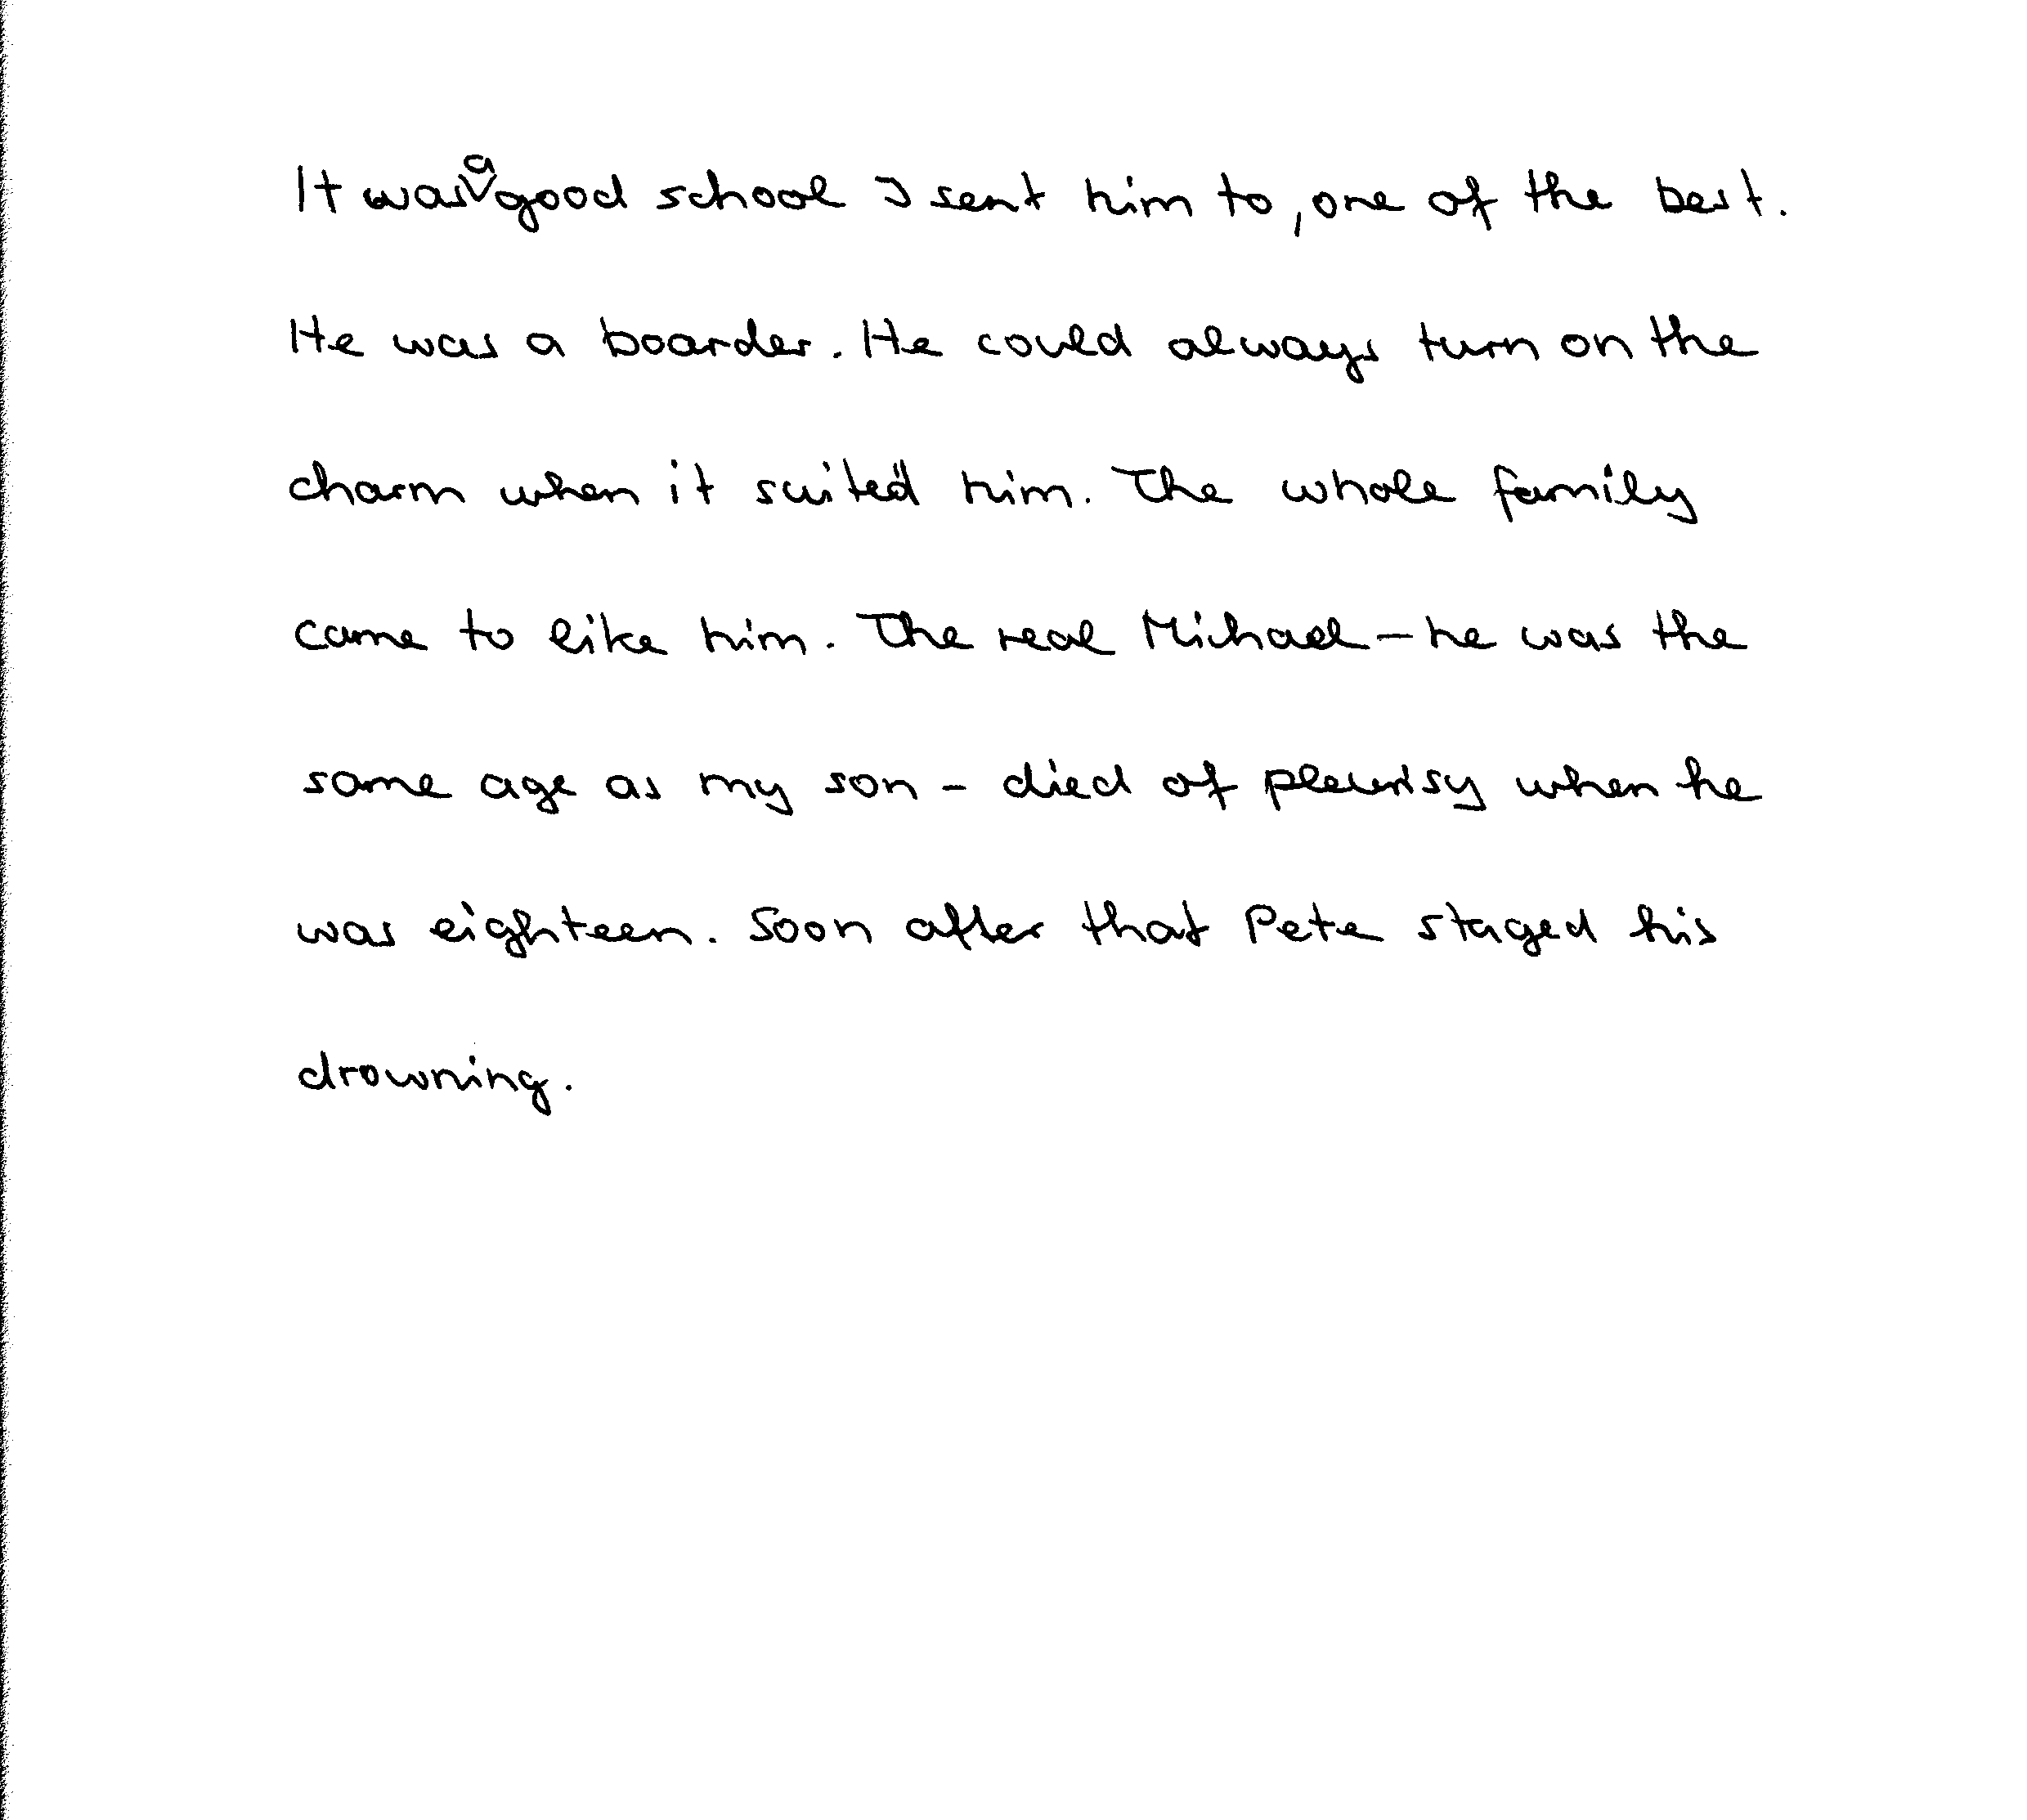 It was a good school I sent him to, one of the best.
He was a boarder. He could always turn on the
charm when it suited him. The whole family
came to like him. The real Michael - he was the
same age as my son - died of pleurisy when he
was eighteen. Soon after that Pete staged his
drowning.